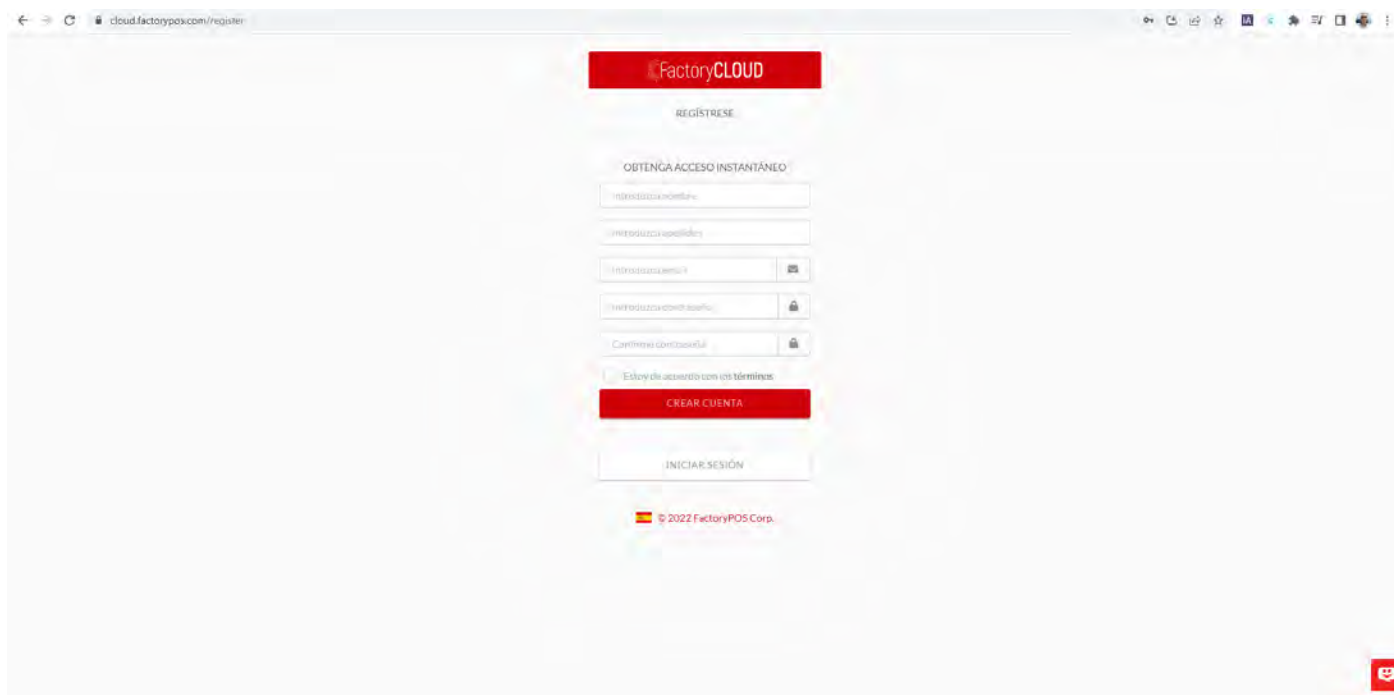 cloud.factorypos.com/register
FactoryCLOUD
REGÍSTRESE
OBTENGA ACCESO INSTANTÁNEO
Introduzca nombre
Introduzca apellidos
Introduzca email
Introduzca contraseña
Confirme contraseña
Estoy de acuerdo con los términos
CREAR CUENTA
INICIAR SESIÓN
© 2022 FactoryPOS Corp.